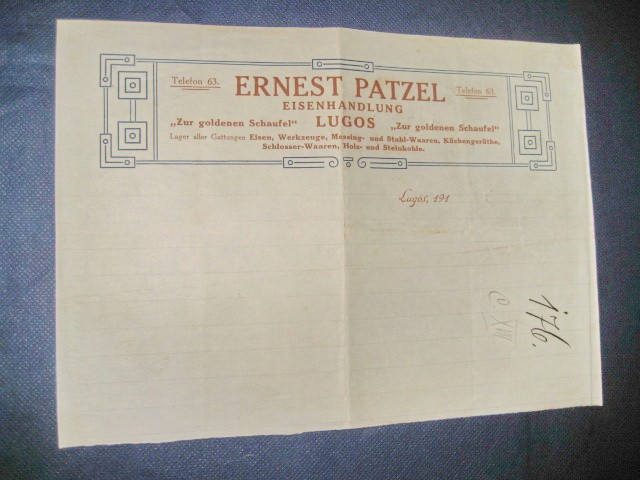 Telefon 63. ERNEST PATZEL Telefon 63.
EISENHANDLUNG
„Zur goldenen Schaufel" LUGOS „Zur goldenen Schaufel"
Lager aller Gattungen Eisen, Werkzeuge, Messing- und Stahl-Waaren, Küchengeräthe,
Schlosser-Waaren, Holz- und Steinkohle.
Lugos, 191
176.
XIV